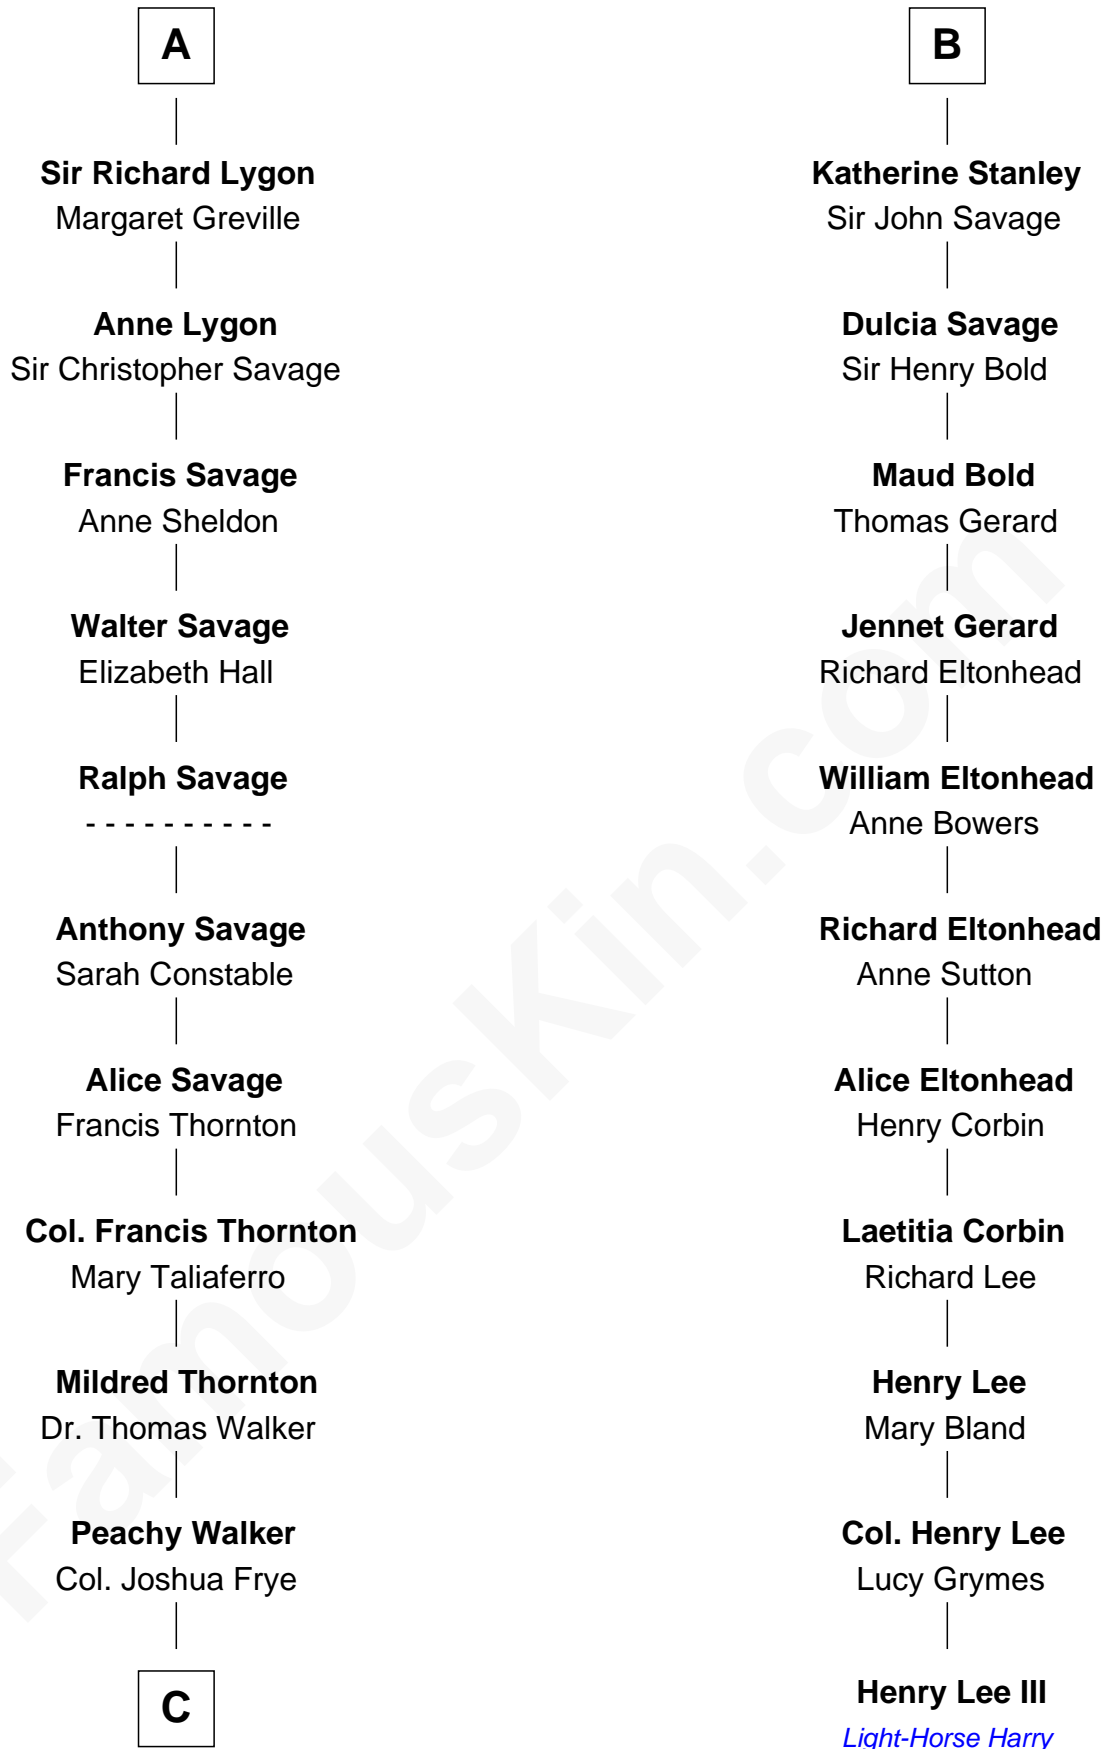 A
Sir Richard Lygon
Margaret Greville
Anne Lygon
Sir Christopher Savage
Francis Savage
Anne Sheldon
Walter Savage
Elizabeth Hall
Ralph Savage
- - - - - - - - - -
Anthony Savage
Sarah Constable
Alice Savage
Francis Thornton
Col. Francis Thornton
Mary Taliaferro
Mildred Thornton
Dr. Thomas Walker
Peachy Walker
Col. Joshua Frye
C
B
Katherine Stanley
Sir John Savage
Dulcia Savage
Sir Henry Bold
Maud Bold
Thomas Gerard
Jennet Gerard
Richard Eltonhead
William Eltonhead
Anne Bowers
Richard Eltonhead
Anne Sutton
Alice Eltonhead
Henry Corbin
Laetitia Corbin
Richard Lee
Henry Lee
Mary Bland
Col. Henry Lee
Lucy Grymes
Henry Lee III
Light-Horse Harry
FamousKin.com